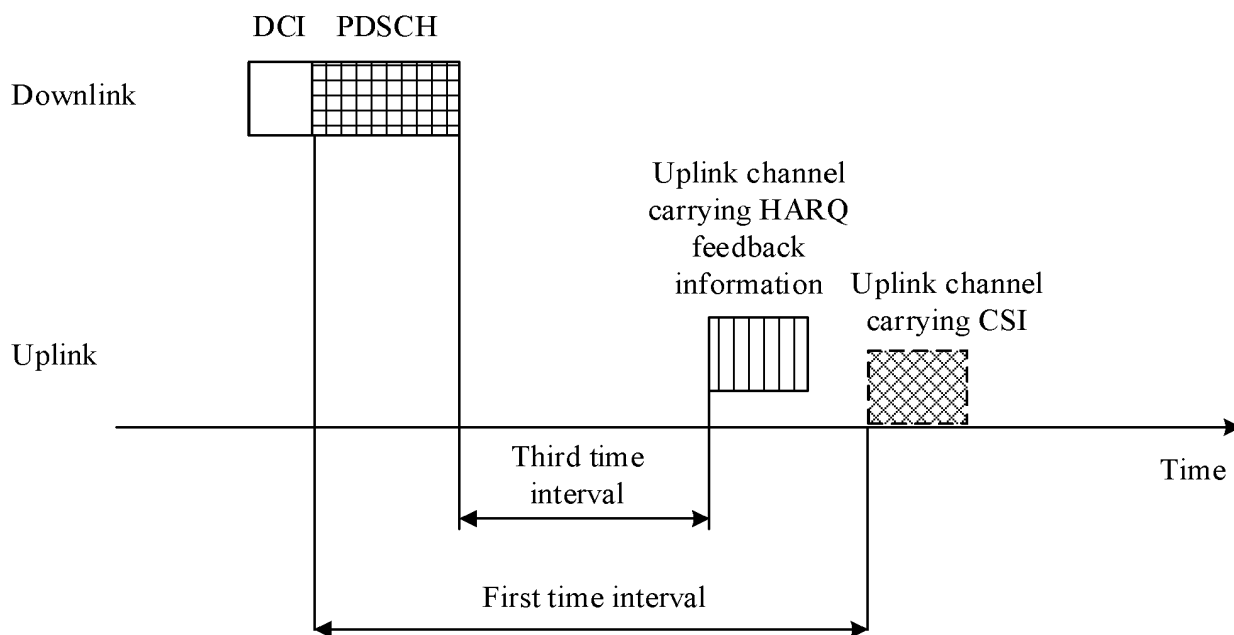 DCI PDSCH
Downlink
Uplink channel
carrying HARQ
feedback
information
Uplink channel
carrying CSI
Uplink
Third time
interval
Time
First time interval